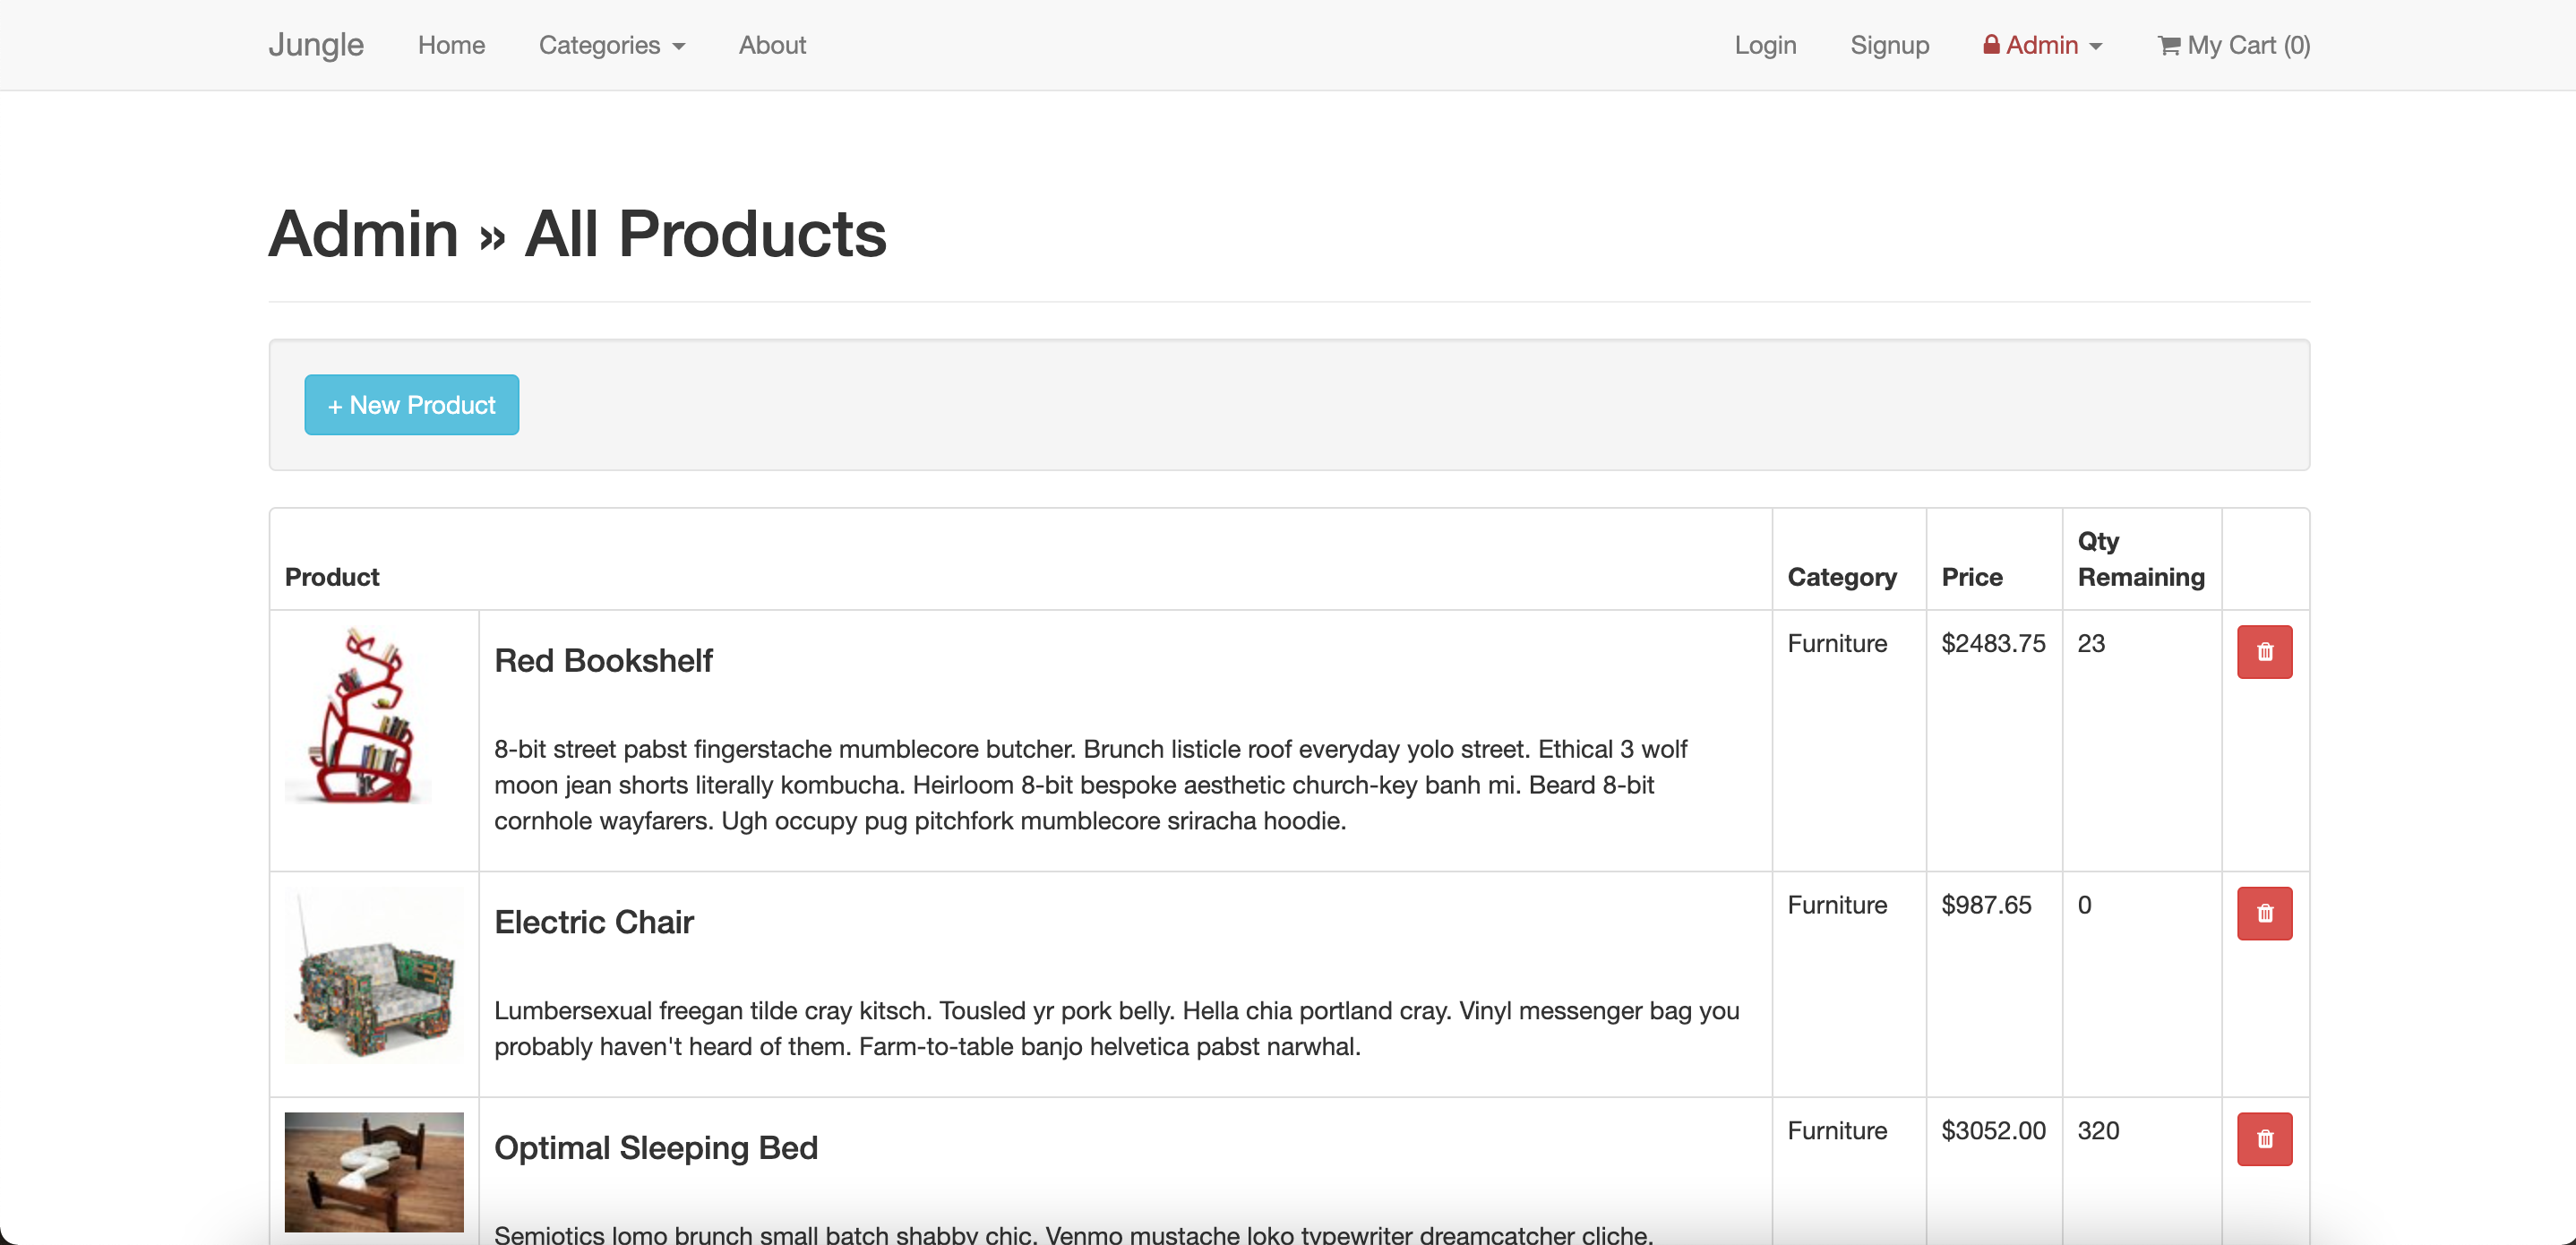 Jungle Home Categories About Login Signup Admin My Cart (0)
Admin » All Products
+ New Product
Product Category Price Qty Remaining
Red Bookshelf
Furniture $2483.75 23
8-bit street pabst fingerstache mumblecore butcher. Brunch listicle roof everyday yolo street. Ethical 3 wolf
moon jean shorts literally kombucha. Heirloom 8-bit bespoke aesthetic church-key banh mi. Beard 8-bit
cornhole wayfarers. Ugh occupy pug pitchfork mumblecore sriracha hoodie.
Electric Chair
Furniture $987.65 0
Lumbersexual freegan tilde cray kitsch. Tousled yr pork belly. Hella chia portland cray. Vinyl messenger bag you
probably haven't heard of them. Farm-to-table banjo helvetica pabst narwhal.
Optimal Sleeping Bed
Furniture $3052.00 320
Semiotics lomo brunch small batch shabby chic. Venmo mustache loko typewriter dreamcatcher cliche.